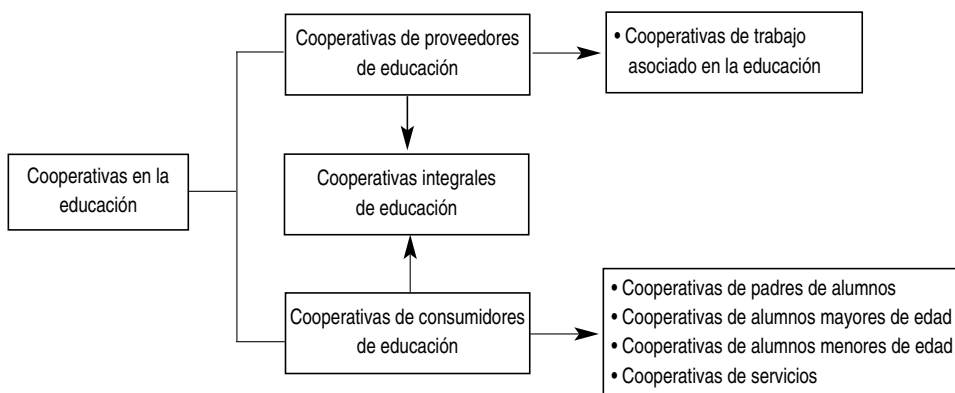 Cooperativas en la
educación
Cooperativas de proveedores
de educación
• Cooperativas de trabajo
asociado en la educación
Cooperativas integrales
de educación
Cooperativas de consumidores
de educación
• Cooperativas de padres de alumnos
• Cooperativas de alumnos mayores de edad
• Cooperativas de alumnos menores de edad
• Cooperativas de servicios